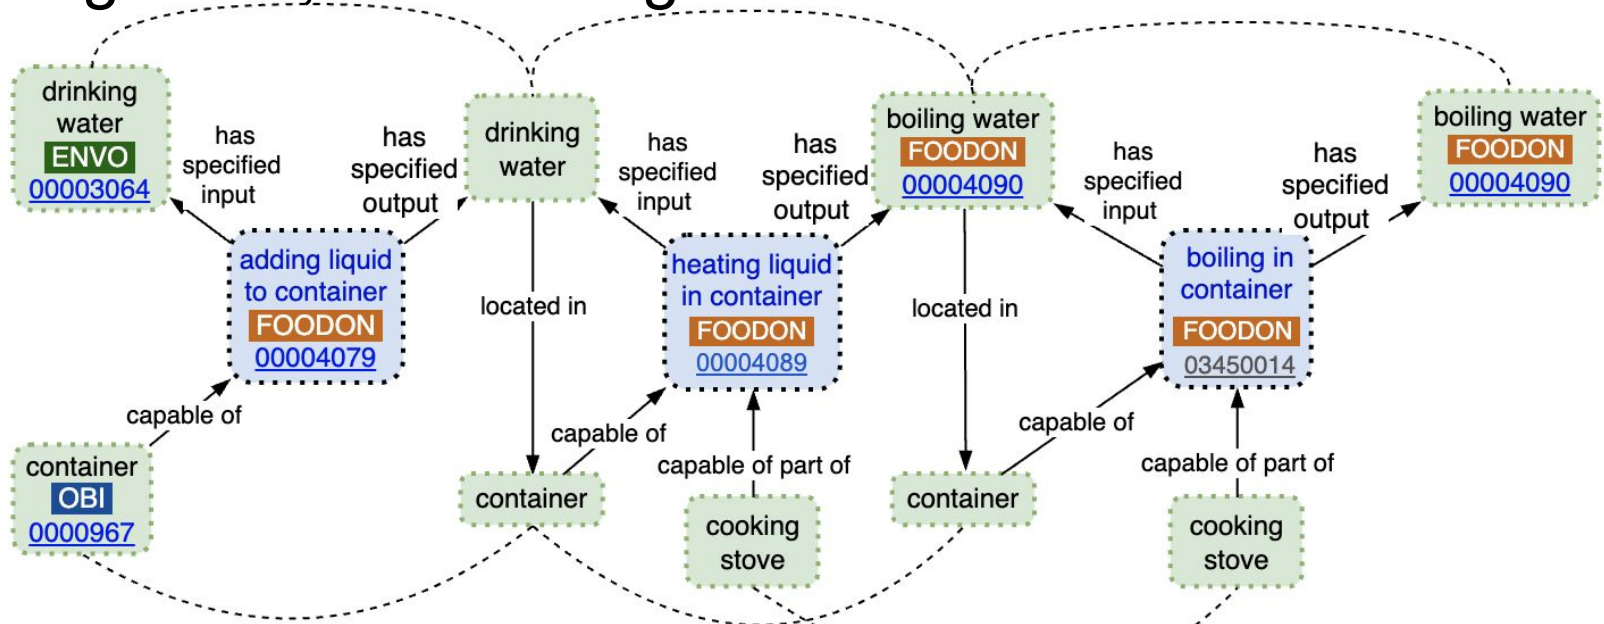 drinking
water
ENVO
00003064
has
specified
input
has
specified
output
drinking
water
has
specified
input
has
specified
output
boiling water
FOODON
00004090
has
specified
input
has
specified
output
boiling water
FOODON
00004090
adding liquid
to container
FOODON
00004079
located in
heating liquid
in container
FOODON
00004089
located in
boiling in
container
FOODON
03450014
capable of
capable of
capable of part of
capable of
capable of part of
container
OBI
0000967
container
cooking
stove
container
cooking
stove